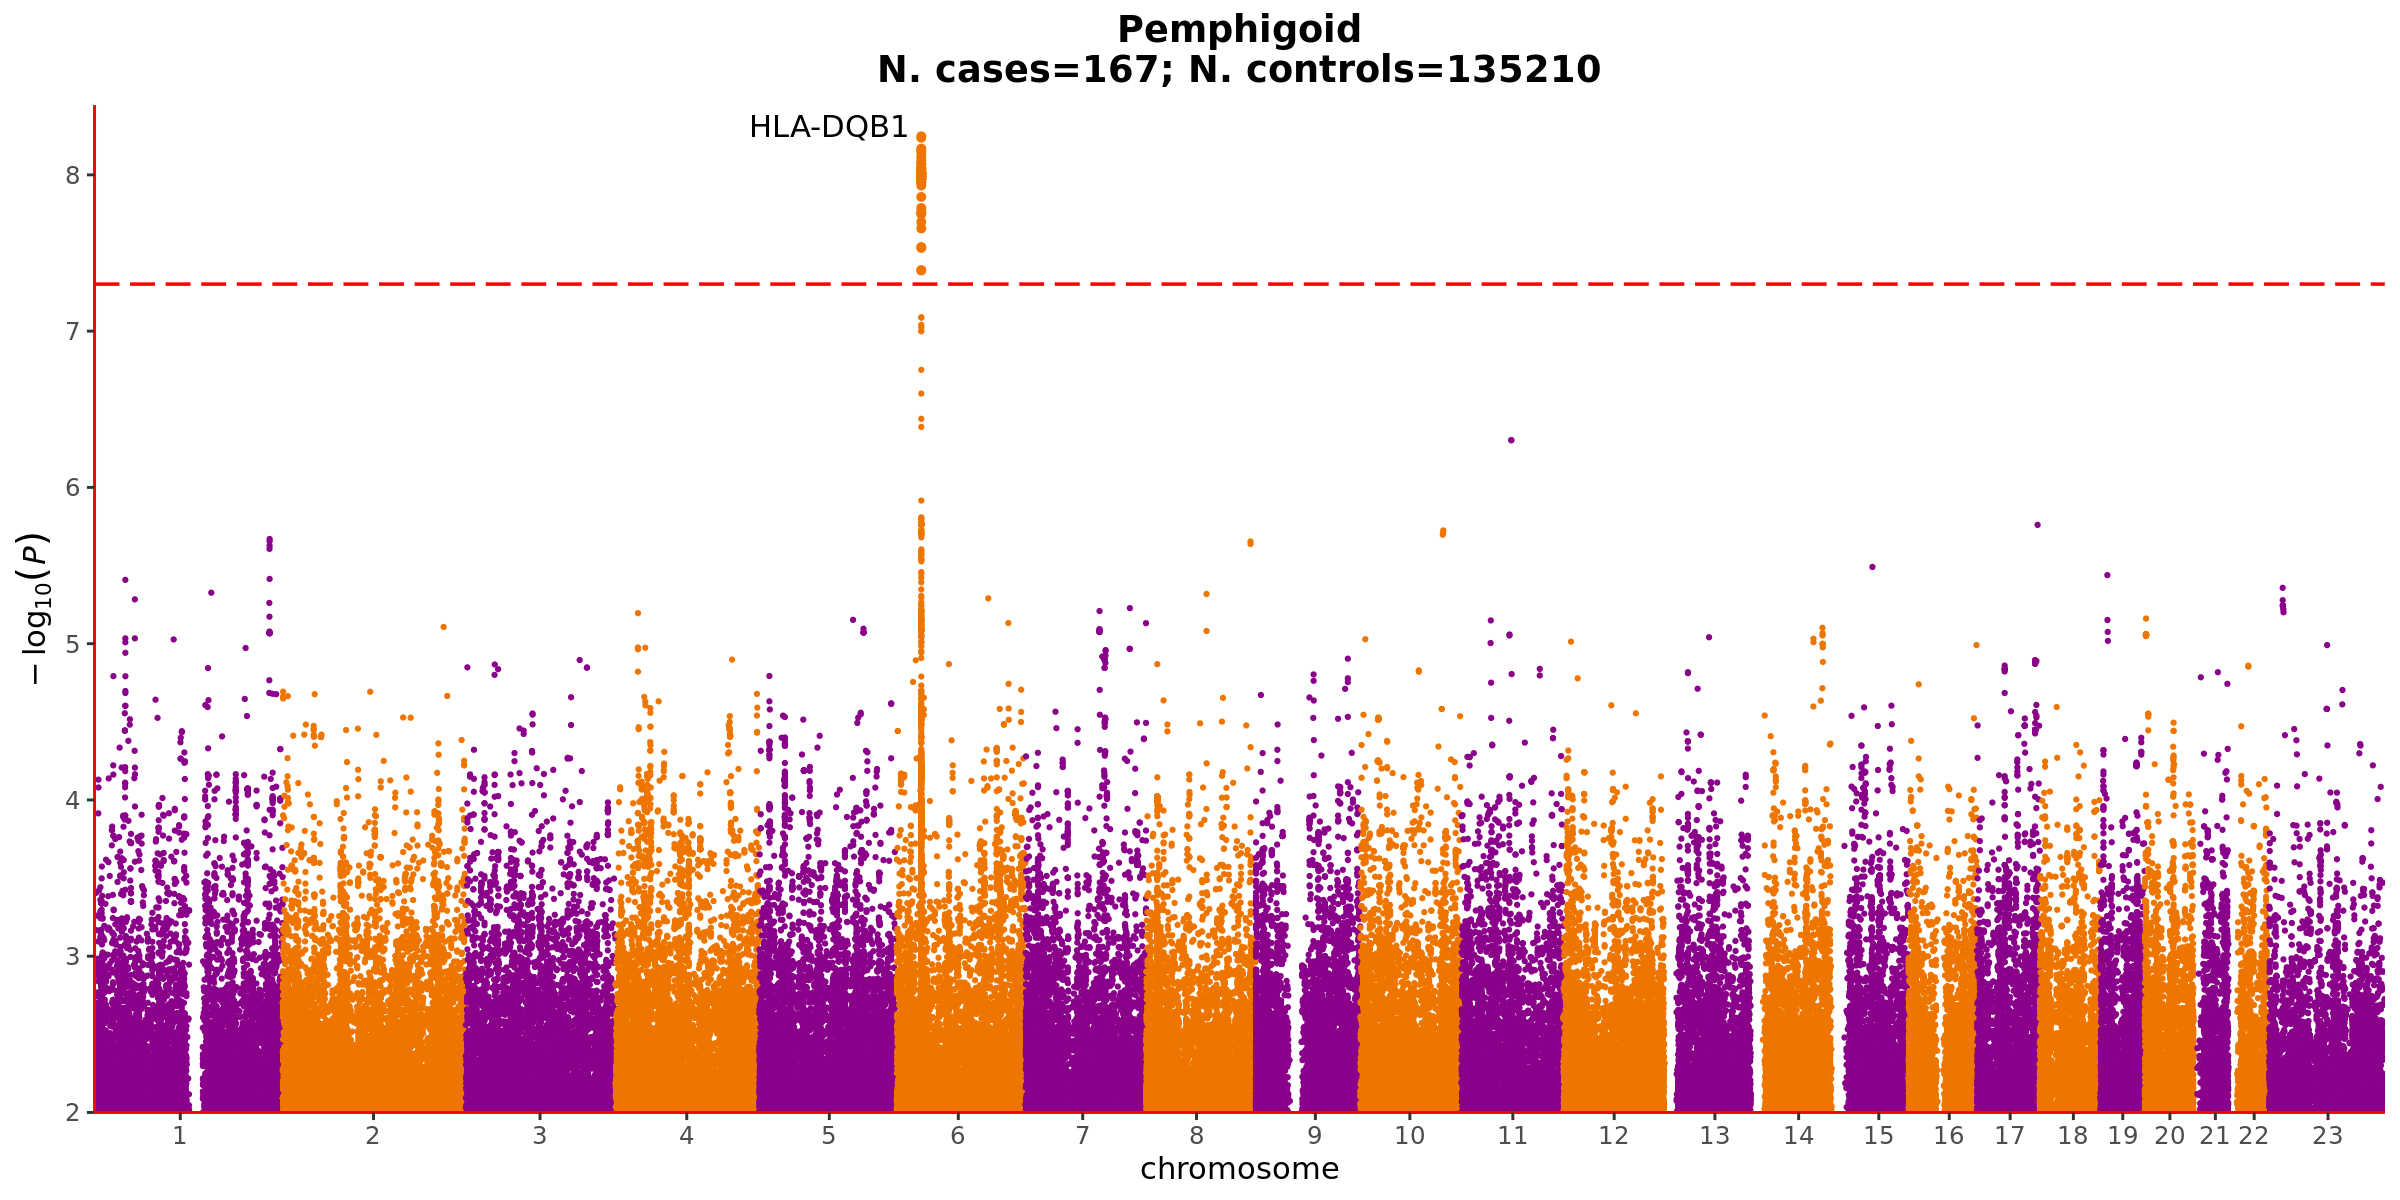 Pemphigoid
N. cases=167; N. controls=135210
HLA-DQB1
8
7
6
5
4
3
2
− log10(P)
1 2 3 4 5 6 7 8 9 10 11 12 13 14 15 16 17 18 19 20 21 22 23
chromosome